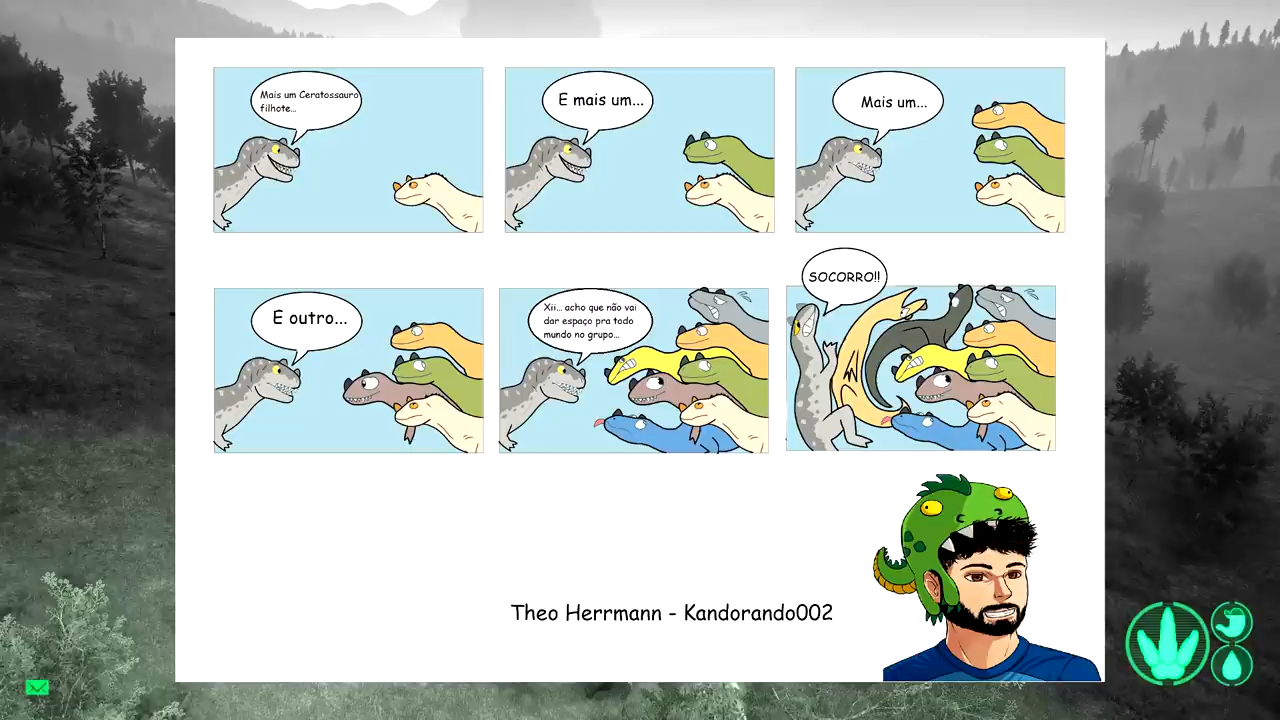 Mais um Ceratossauro
filhote...
E mais um...
Mais um...
E outro...
Xii... acho que não vai
dar espaço pra todo
mundo no grupo...
SOCORRO!!
Theo Herrmann - Kandorando002